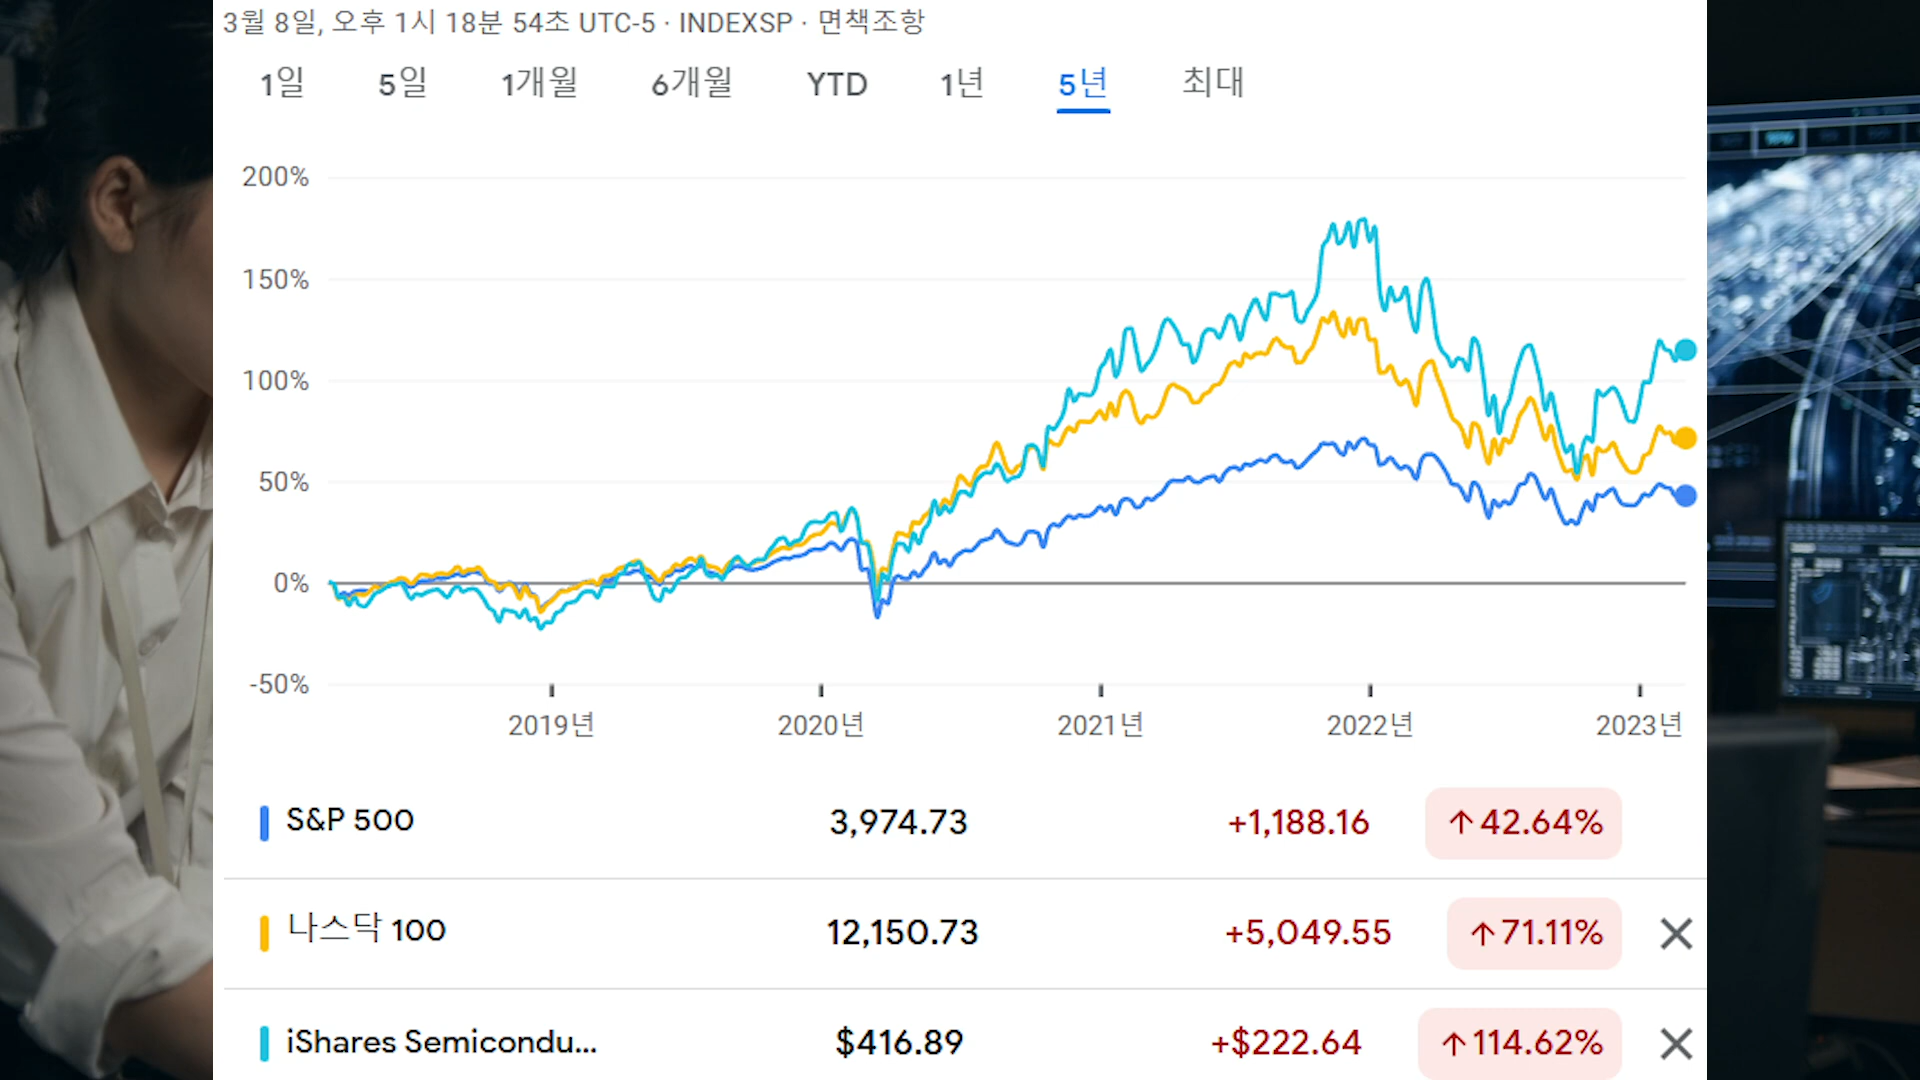 3월 8일, 오후 1시 18분 54초 UTC-5 · INDEXSP · 면책조항
1일 5일 1개월 6개월 YTD 1년 5년 최대
200%
150%
100%
50%
0%
-50%
2019년 2020년 2021년 2022년 2023년
S&P 500 3,974.73 +1,188.16 ↑42.64%
나스닥 100 12,150.73 +5,049.55 ↑71.11%
iShares Semicondu... $416.89 +$222.64 ↑114.62%